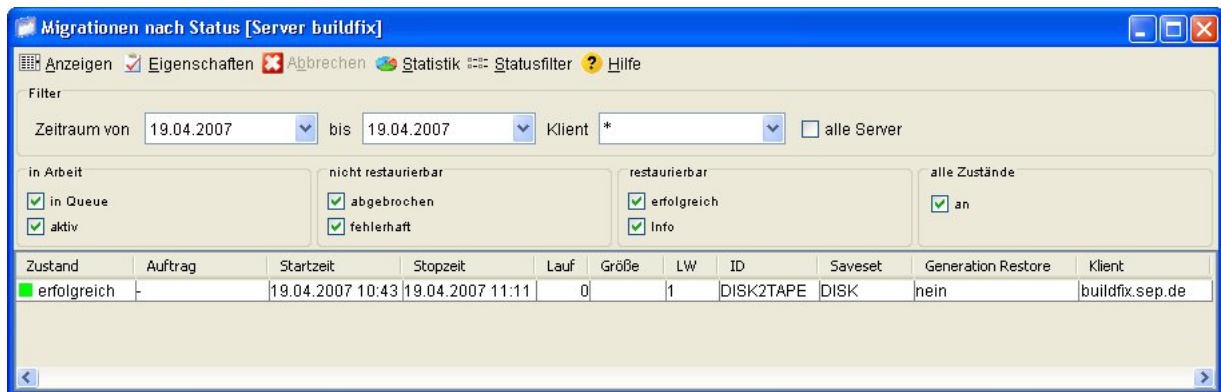 Migrationen nach Status [Server buildfix]
Anzeigen Eigenschaften Abbrechen Statistik Statusfilter ? Hilfe
Filter
Zeitraum von 19.04.2007 bis 19.04.2007 Klient * alle Server
in Arbeit nicht restaurierbar restaurierbar alle Zustände
in Queue abgebrochen erfolgreich an
aktiv fehlerhaft Info
Zustand Auftrag Startzeit Stopzeit Lauf Größe LW ID Saveset Generation Restore Klient
erfolgreich - 19.04.2007 10:43 19.04.2007 11:11 0 1 DISK2TAPE DISK nein buildfix.sep.de